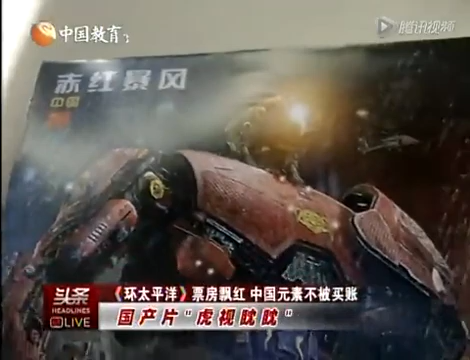 中国教育 3
腾讯视频
赤红暴风
中国
《环太平洋》票房飘红 中国元素不被买账
头条
HEADLINES
LIVE
国产片"虎视眈眈"